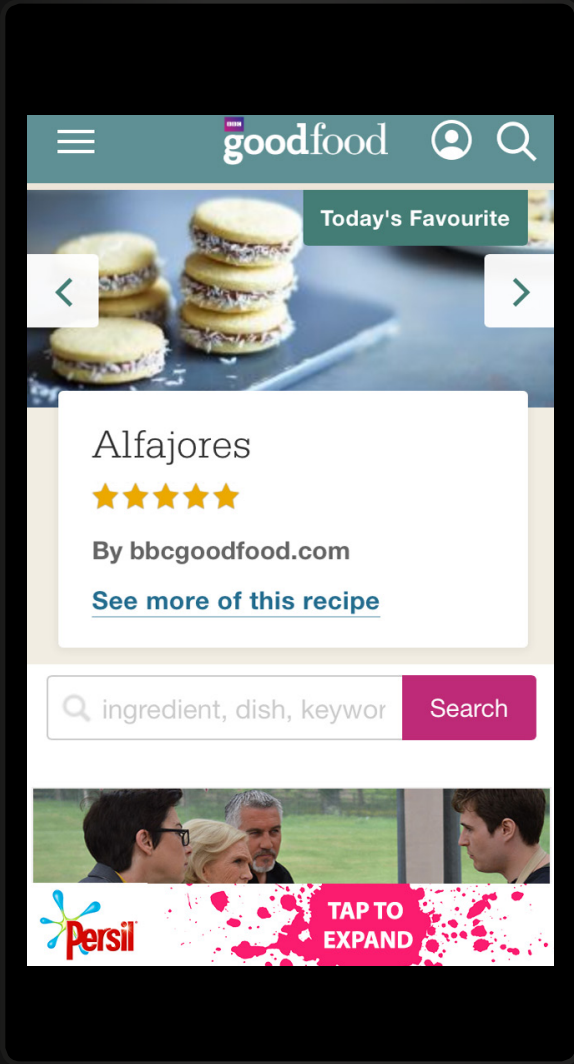 BBC
goodfood
Today's Favourite
Alfajores
By bbcgoodfood.com
See more of this recipe
ingredient, dish, keywor
Search
Persil
TAP TO
EXPAND